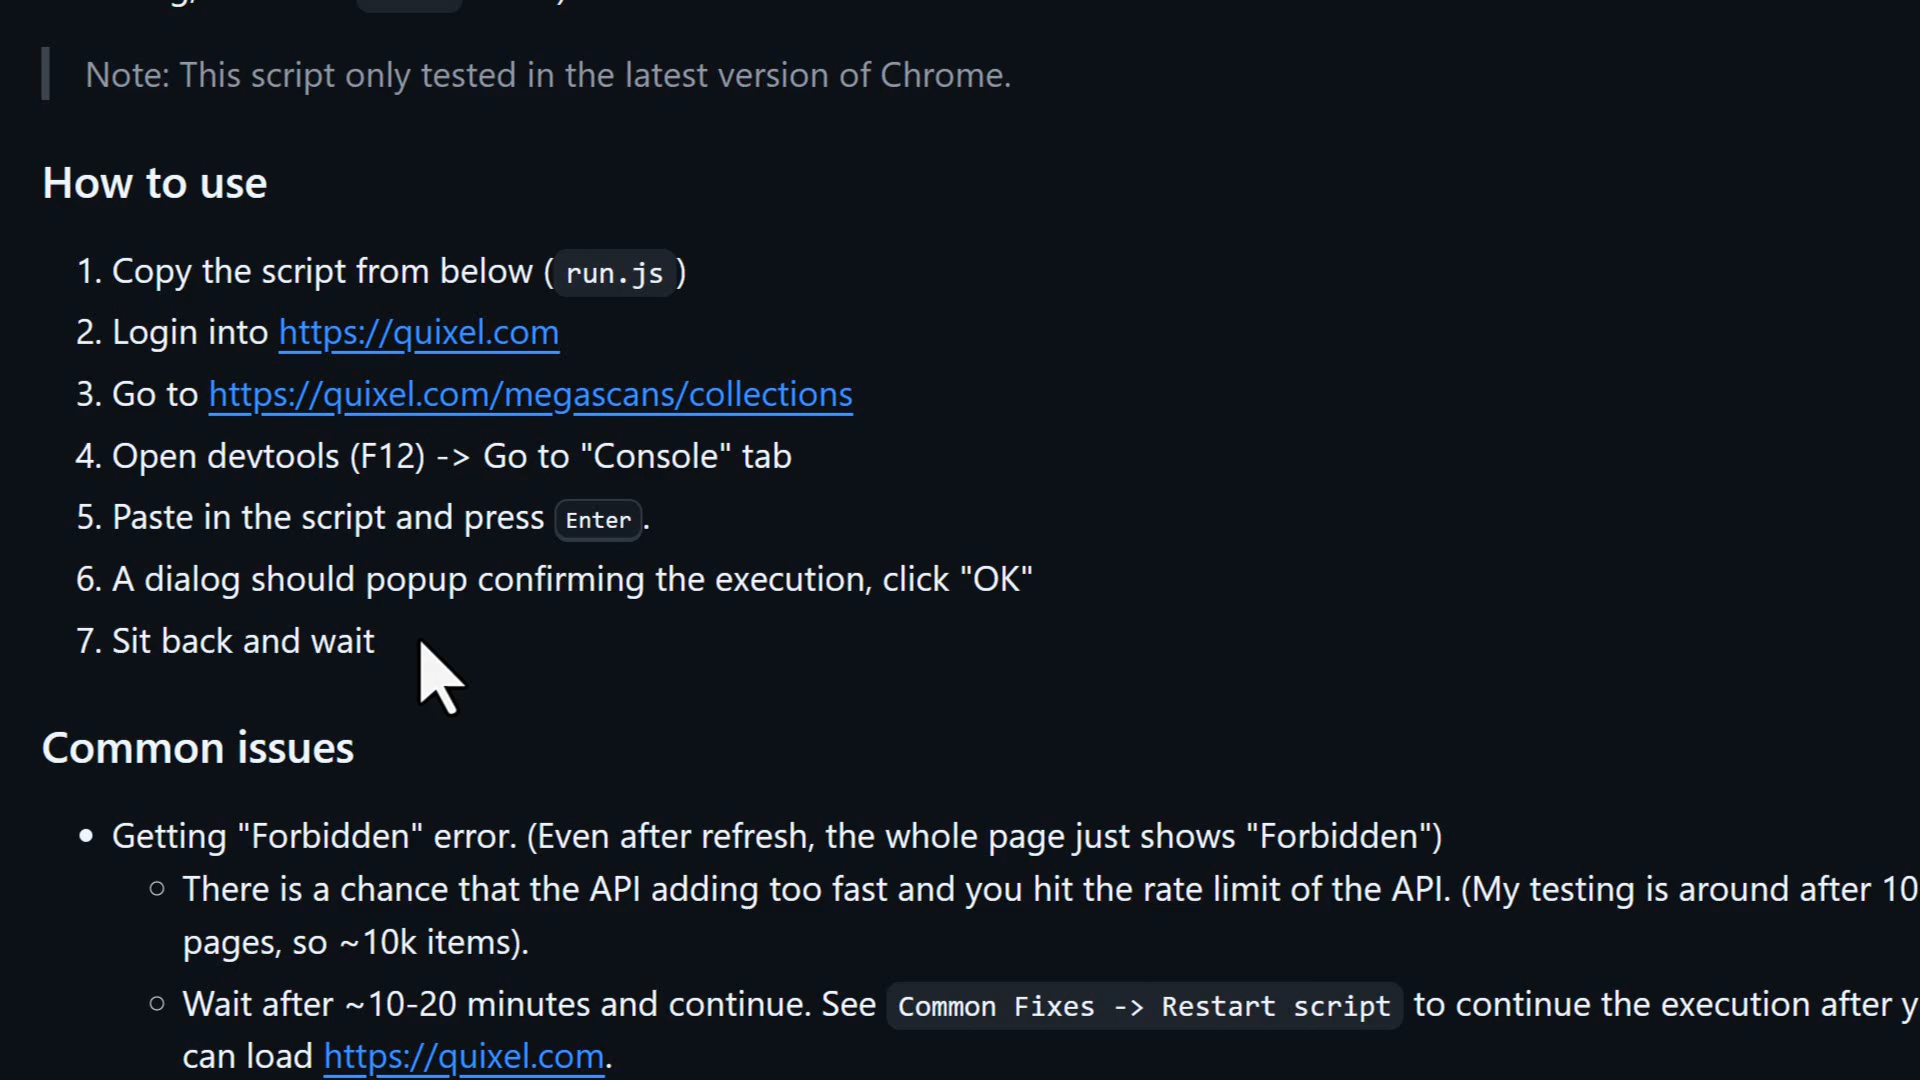 Note: This script only tested in the latest version of Chrome.
How to use
1. Copy the script from below (run.js)
2. Login into https://quixel.com
3. Go to https://quixel.com/megascans/collections
4. Open devtools (F12) -> Go to "Console" tab
5. Paste in the script and press Enter.
6. A dialog should popup confirming the execution, click "OK"
7. Sit back and wait
Common issues
• Getting "Forbidden" error. (Even after refresh, the whole page just shows "Forbidden")
○ There is a chance that the API adding too fast and you hit the rate limit of the API. (My testing is around after 10
pages, so ~10k items).
○ Wait after ~10-20 minutes and continue. See Common Fixes -> Restart script to continue the execution after y
can load https://quixel.com.